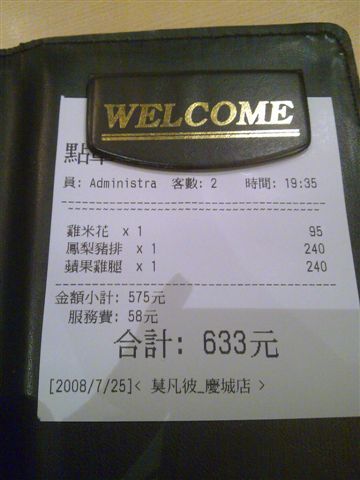 WELCOME
點單
員: Administra 客數: 2 時間: 19:35
雞米花 x 1 95
鳳梨豬排 x 1 240
蘋果雞腿 x 1 240
金額小計: 575元
服務費: 58元
合計: 633元
[2008/7/25]< 莫凡彼_慶城店 >